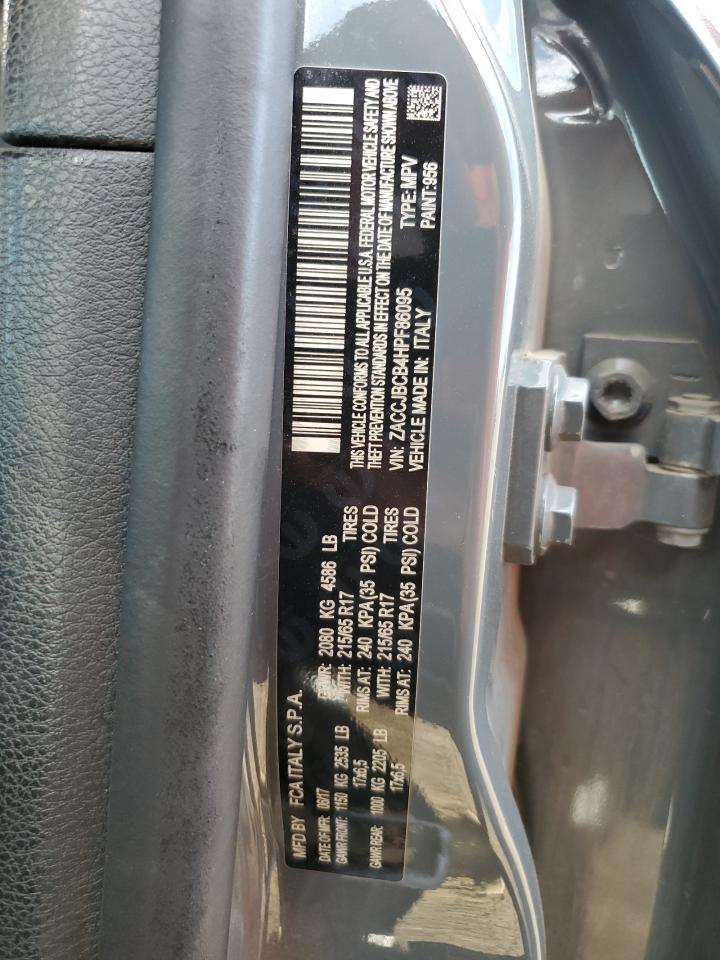 MFD BY FCA ITALY S.P.A.
DATE OF MFR: 06/17 GVWR: 2080 KG 4586 LB
GAWR FRONT: 1150 KG 2535 LB WITH: 215/65 R17 TIRES
17x6,5 RIMS AT: 240 KPA(35 PSI) COLD
GAWR REAR: 1000 KG 2205 LB WITH: 215/65 R17 TIRES
17x6,5 RIMS AT: 240 KPA(35 PSI) COLD
THIS VEHICLE CONFORMS TO ALL APPLICABLE U.S.A. FEDERAL MOTOR VEHICLE SAFETY AND
THEFT PREVENTION STANDARDS IN EFFECT ON THE DATE OF MANUFACTURE SHOWN ABOVE
VIN: ZACCJBCB4HPF86095 TYPE: MPV
VEHICLE MADE IN: ITALY PAINT:956